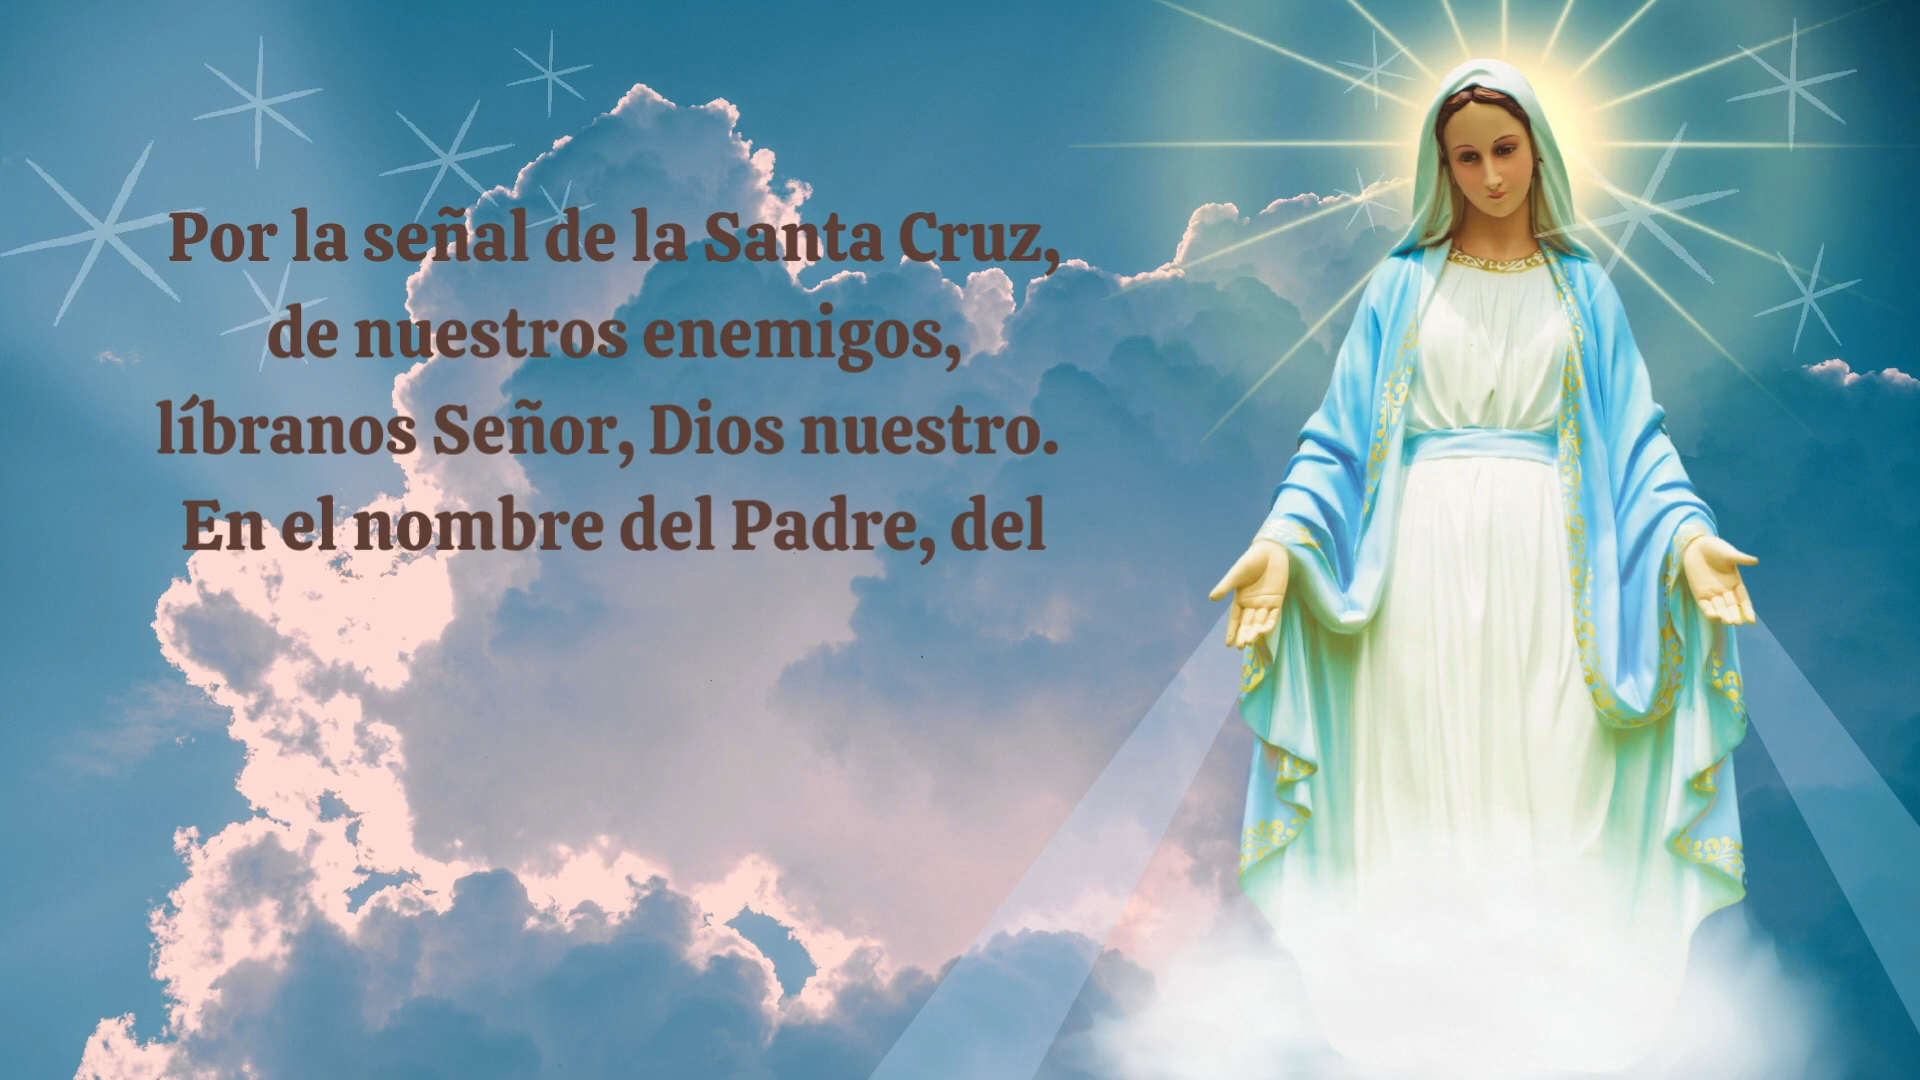 Por la señal de la Santa Cruz,
de nuestros enemigos,
líbranos Señor, Dios nuestro.
En el nombre del Padre, del